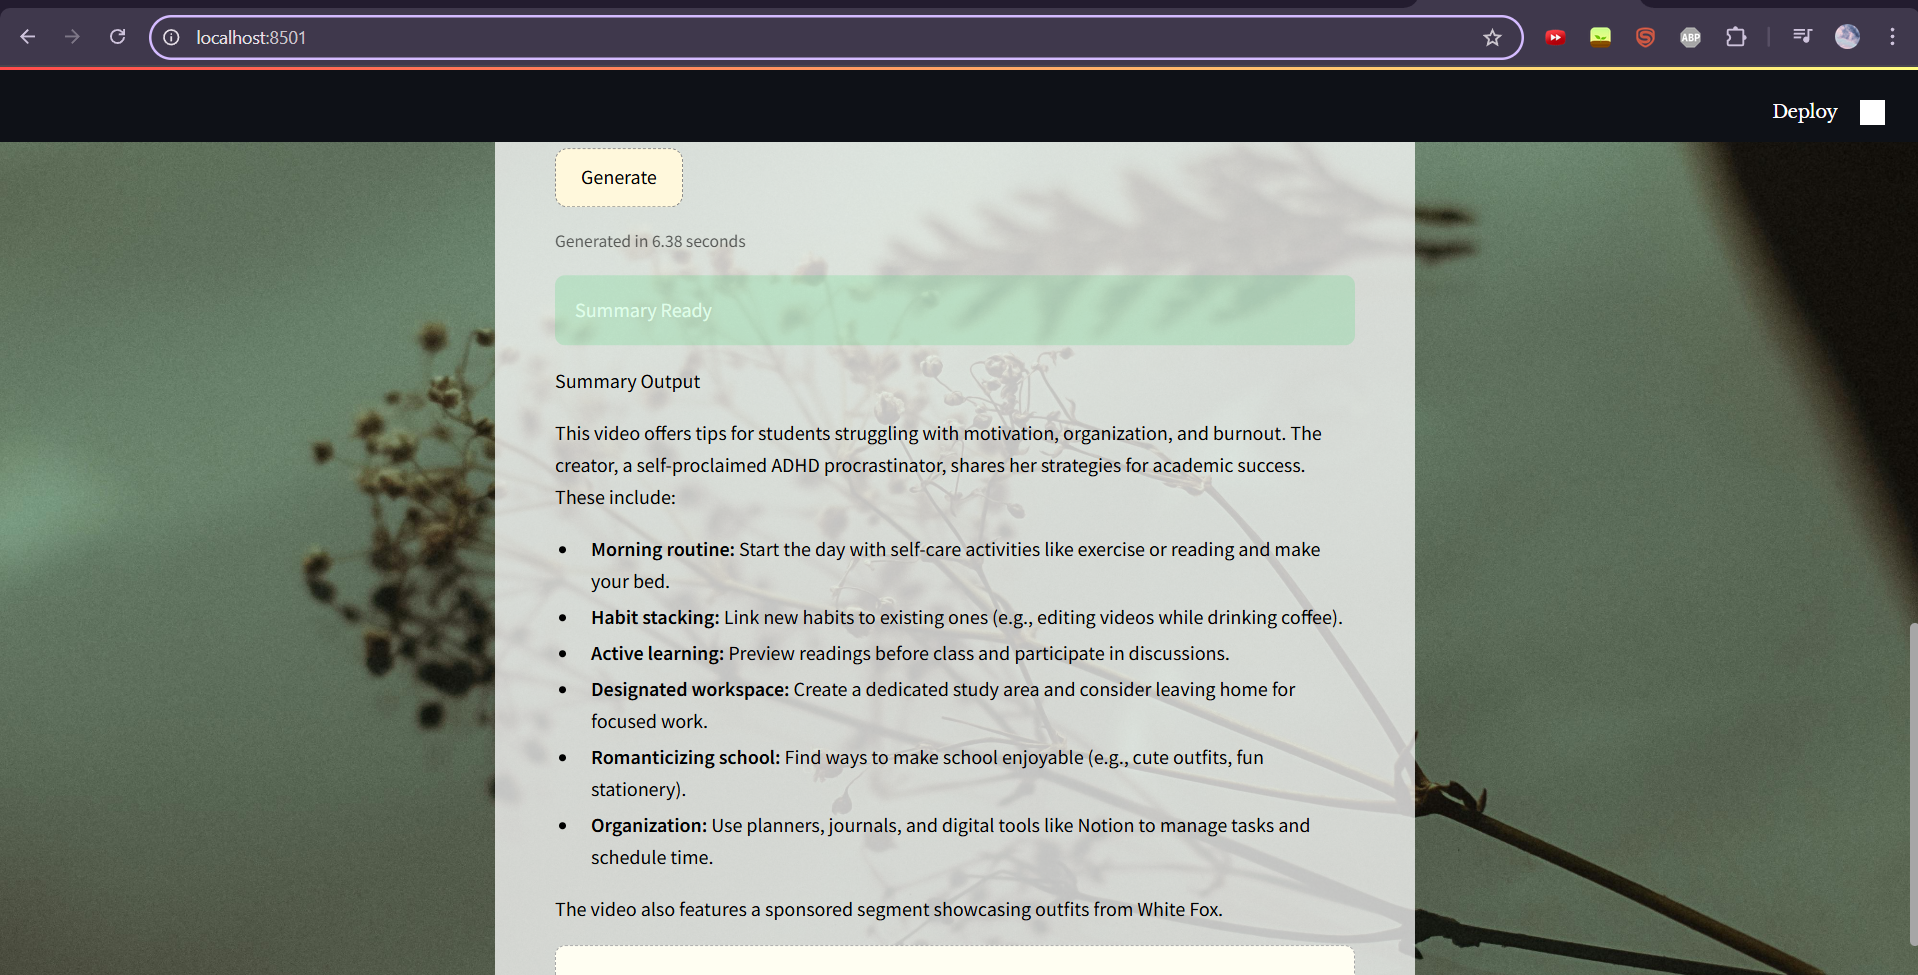 localhost:8501
ABP
Deploy
Generate
Generated in 6.38 seconds
Summary Ready
Summary Output
This video offers tips for students struggling with motivation, organization, and burnout. The
creator, a self-proclaimed ADHD procrastinator, shares her strategies for academic success.
These include:
• Morning routine: Start the day with self-care activities like exercise or reading and make
your bed.
• Habit stacking: Link new habits to existing ones (e.g., editing videos while drinking coffee).
• Active learning: Preview readings before class and participate in discussions.
• Designated workspace: Create a dedicated study area and consider leaving home for
focused work.
• Romanticizing school: Find ways to make school enjoyable (e.g., cute outfits, fun
stationery).
• Organization: Use planners, journals, and digital tools like Notion to manage tasks and
schedule time.
The video also features a sponsored segment showcasing outfits from White Fox.